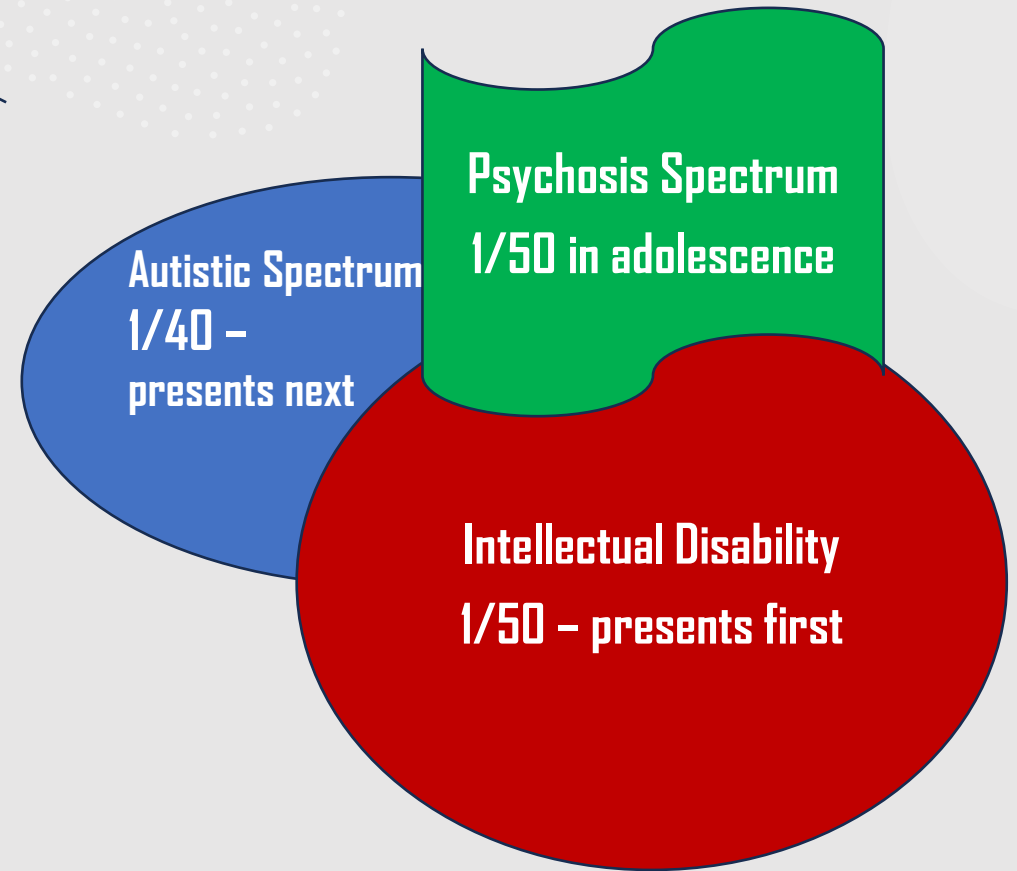 Psychosis Spectrum
1/50 in adolescence
Autistic Spectrum
1/40 –
presents next
Intellectual Disability
1/50 – presents first